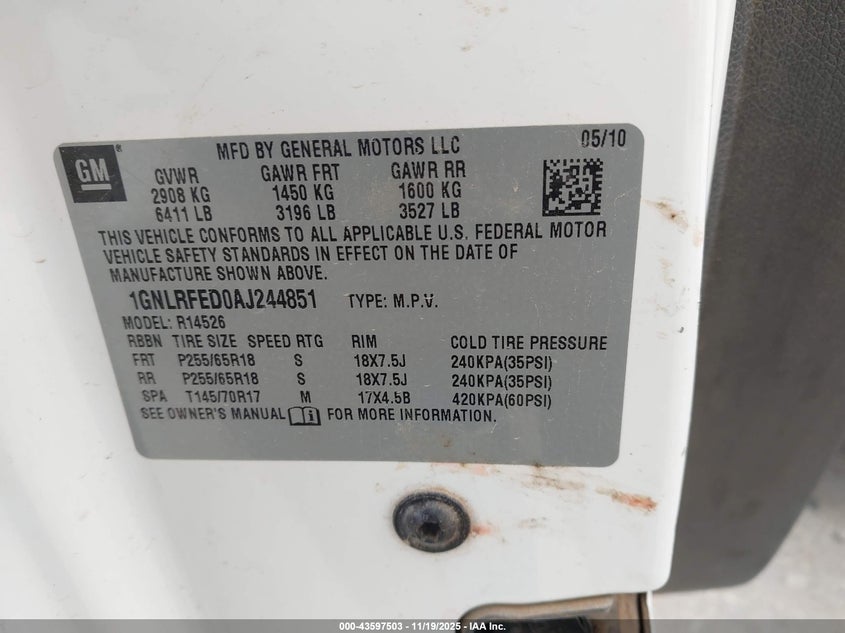 GM
MFD BY GENERAL MOTORS LLC 05/10
GVWR GAWR FRT GAWR RR
2908 KG 1450 KG 1600 KG
6411 LB 3196 LB 3527 LB
THIS VEHICLE CONFORMS TO ALL APPLICABLE U.S. FEDERAL MOTOR
VEHICLE SAFETY STANDARDS IN EFFECT ON THE DATE OF
MANUFACTURE SHOWN ABOVE.
1GNLRFED0AJ244851 TYPE: M.P.V.
MODEL: R14526
RBBN TIRE SIZE SPEED RTG RIM COLD TIRE PRESSURE
FRT P255/65R18 S 18X7.5J 240KPA(35PSI)
RR P255/65R18 S 18X7.5J 240KPA(35PSI)
SPA T145/70R17 M 17X4.5B 420KPA(60PSI)
SEE OWNER'S MANUAL FOR MORE INFORMATION.
000-43597503 - 11/19/2025 - IAA Inc.